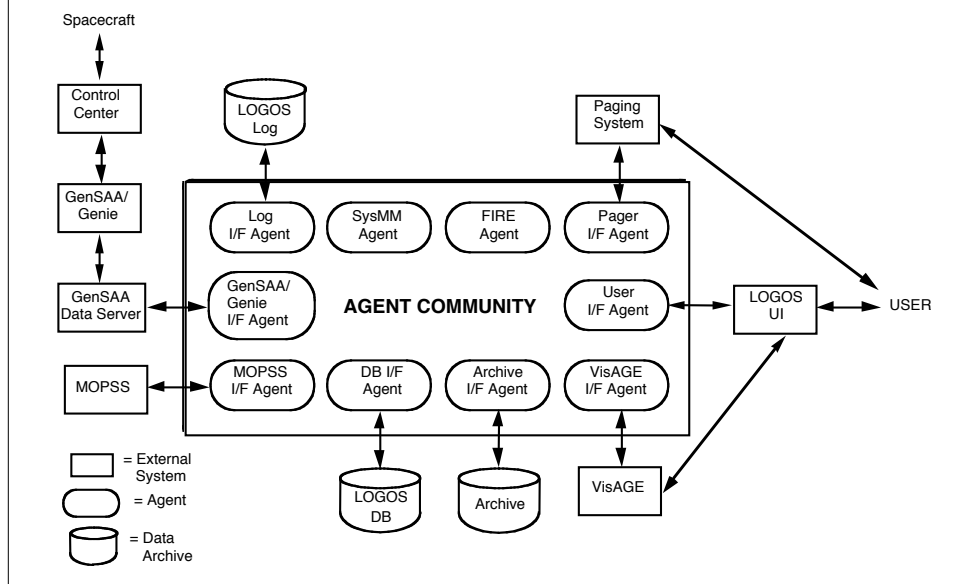 Spacecraft
Control
Center
LOGOS
Log
Paging
System
GenSAA/
Genie
Log
I/F Agent
SysMM
Agent
FIRE
Agent
Pager
I/F Agent
GenSAA
Data Server
GenSAA/
Genie
I/F Agent
AGENT COMMUNITY
User
I/F Agent
LOGOS
UI
USER
MOPSS
MOPSS
I/F Agent
DB I/F
Agent
Archive
I/F Agent
VisAGE
I/F Agent
LOGOS
DB
Archive
VisAGE
= External
System
= Agent
= Data
Archive